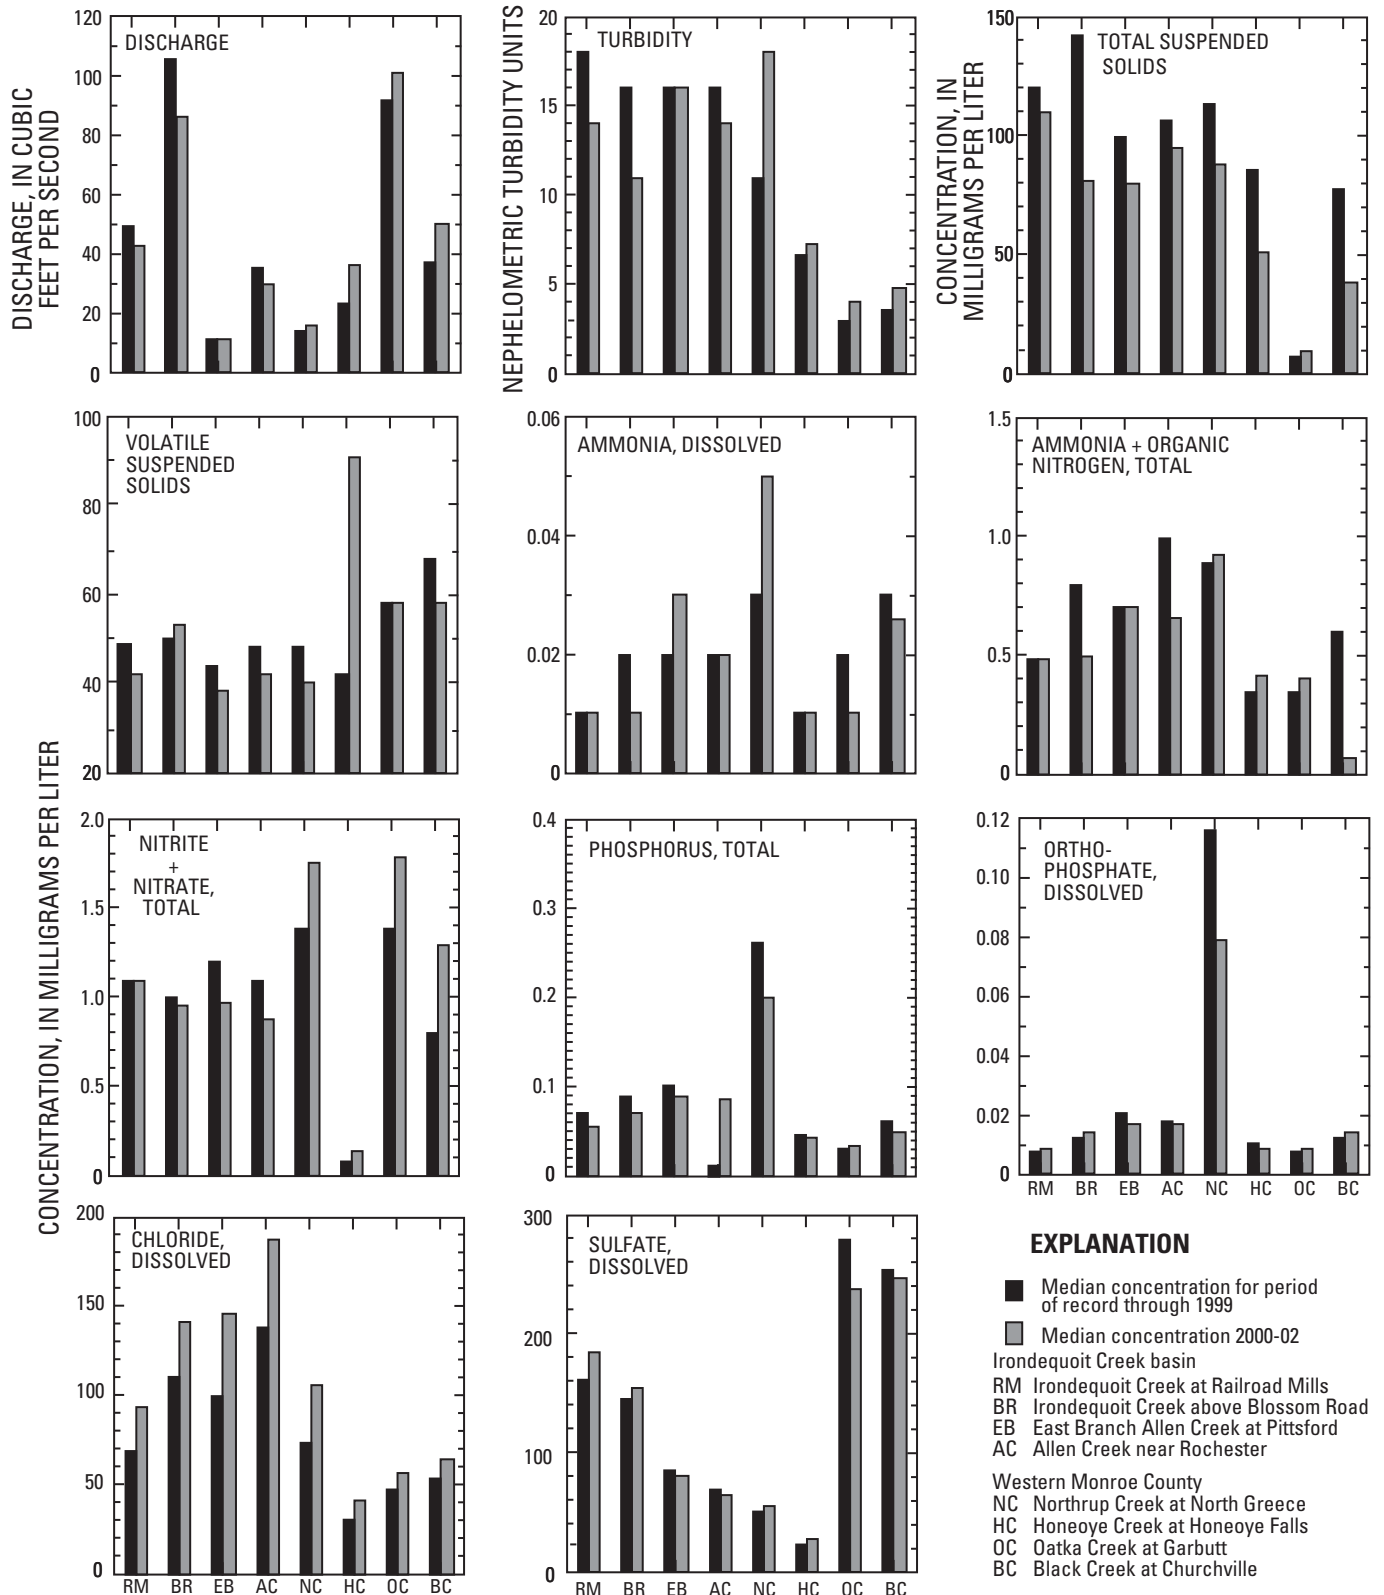 DISCHARGE, IN CUBIC
FEET PER SECOND
120
100
80
60
40
20
0
DISCHARGE
NEPHELOMETRIC TURBIDITY UNITS
20
15
10
5
0
TURBIDITY
CONCENTRATION, IN
MILLIGRAMS PER LITER
150
100
50
0
TOTAL SUSPENDED
SOLIDS
CONCENTRATION, IN MILLIGRAMS PER LITER
100
80
60
40
20
VOLATILE
SUSPENDED
SOLIDS
0.06
0.04
0.02
0
AMMONIA, DISSOLVED
1.5
1.0
0.5
0
AMMONIA + ORGANIC
NITROGEN, TOTAL
2.0
1.5
1.0
0.5
0
NITRITE
+
NITRATE,
TOTAL
0.4
0.3
0.2
0.1
0
PHOSPHORUS, TOTAL
0.12
0.10
0.08
0.06
0.04
0.02
0
ORTHO-
PHOSPHATE,
DISSOLVED
RM BR EB AC NC HC OC BC
200
150
100
50
0
CHLORIDE,
DISSOLVED
RM BR EB AC NC HC OC BC
300
200
100
0
SULFATE,
DISSOLVED
RM BR EB AC NC HC OC BC
EXPLANATION
Median concentration for period
of record through 1999
Median concentration 2000-02
Irondequoit Creek basin
RM Irondequoit Creek at Railroad Mills
BR Irondequoit Creek above Blossom Road
EB East Branch Allen Creek at Pittsford
AC Allen Creek near Rochester
Western Monroe County
NC Northrup Creek at North Greece
HC Honeoye Creek at Honeoye Falls
OC Oatka Creek at Garbutt
BC Black Creek at Churchville